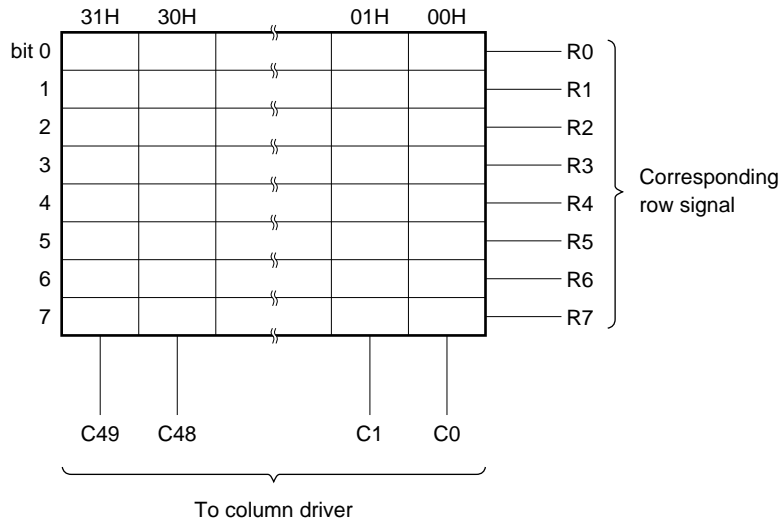 31H 30H 01H 00H
bit 0 R0
1 R1
2 R2
3 R3
4 R4
5 R5
6 R6
7 R7
Corresponding
row signal
C49 C48 C1 C0
To column driver